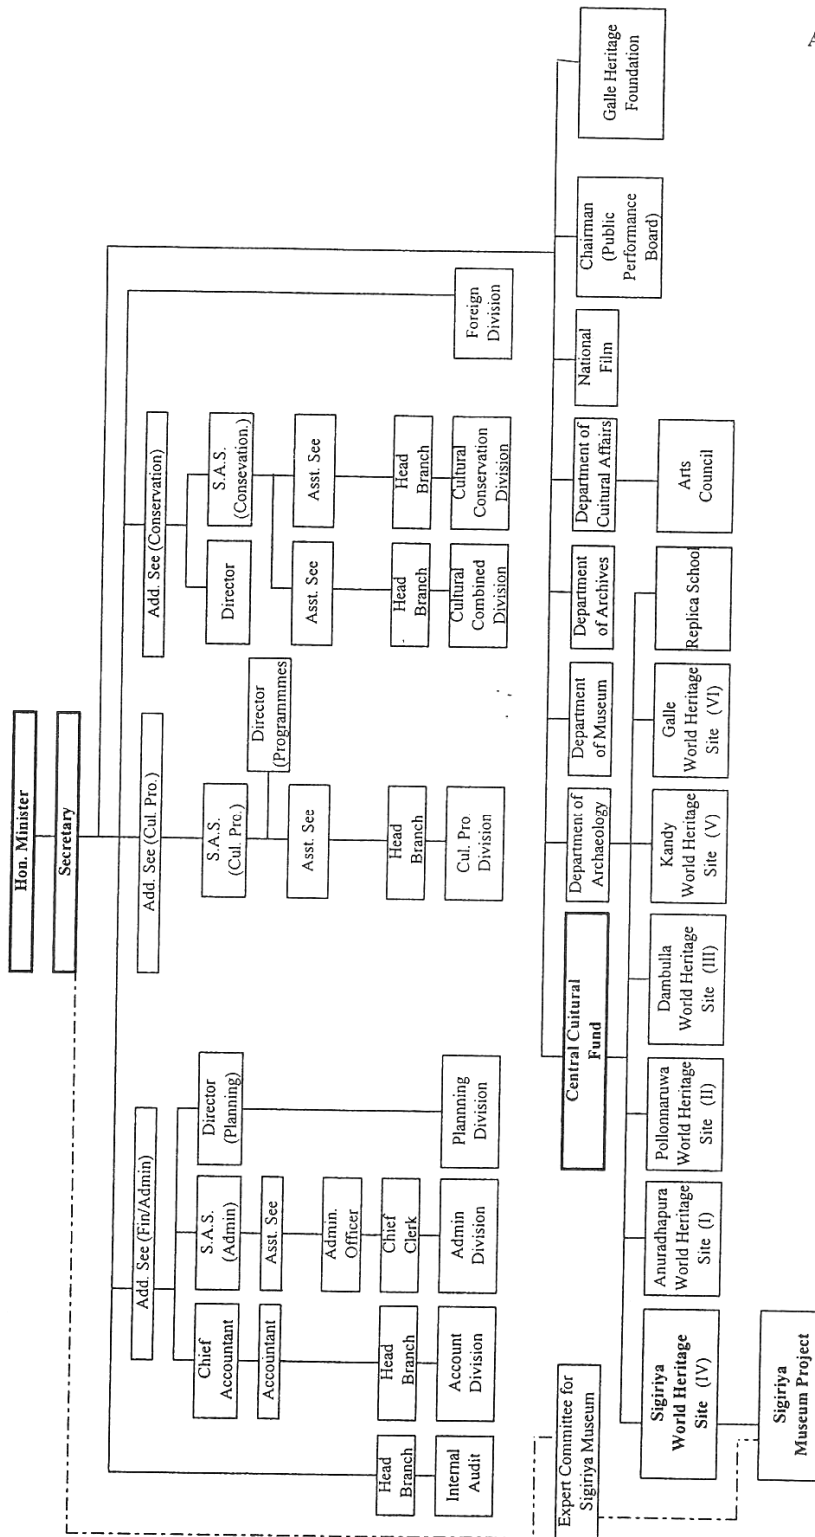 A
Hon. Minister
Secretary
Add. See (Fin/Admin)
Add. See (Cul. Pro.)
Add. See (Conservation)
Chief
Accountant
S.A.S.
(Admin)
Director
(Planning)
S.A.S.
(Cul. Pro.)
Director
(Programmmes)
Director
S.A.S.
(Consevation.)
Accountant
Asst. See
Asst. See
Asst. See
Asst. See
Admin.
Officer
Head
Branch
Head
Branch
Chief
Clerk
Head
Branch
Head
Branch
Head
Branch
Internal
Audit
Account
Division
Admin
Division
Plannning
Division
Cul. Pro.
Division
Cultural
Combined
Division
Cultural
Conservation
Division
Foreign
Division
Expert Committee for
Sigiriya Museum
Central Cuitural
Fund
Department of
Archaeology
Department
of Museum
Department
of Archives
Department of
Cuitural Affairs
National
Film
Chairman
(Public
Performance
Board)
Galle Heritage
Foundation
Sigiriya
World Heritage
Site (IV)
Anuradhapura
World Heritage
Site (I)
Pollonnaruwa
World Heritage
Site (II)
Dambulla
World Heritage
Site (III)
Kandy
World Heritage
Site (V)
Galle
World Heritage
Site (VI)
Replica School
Arts
Council
Sigiriya
Museum Project